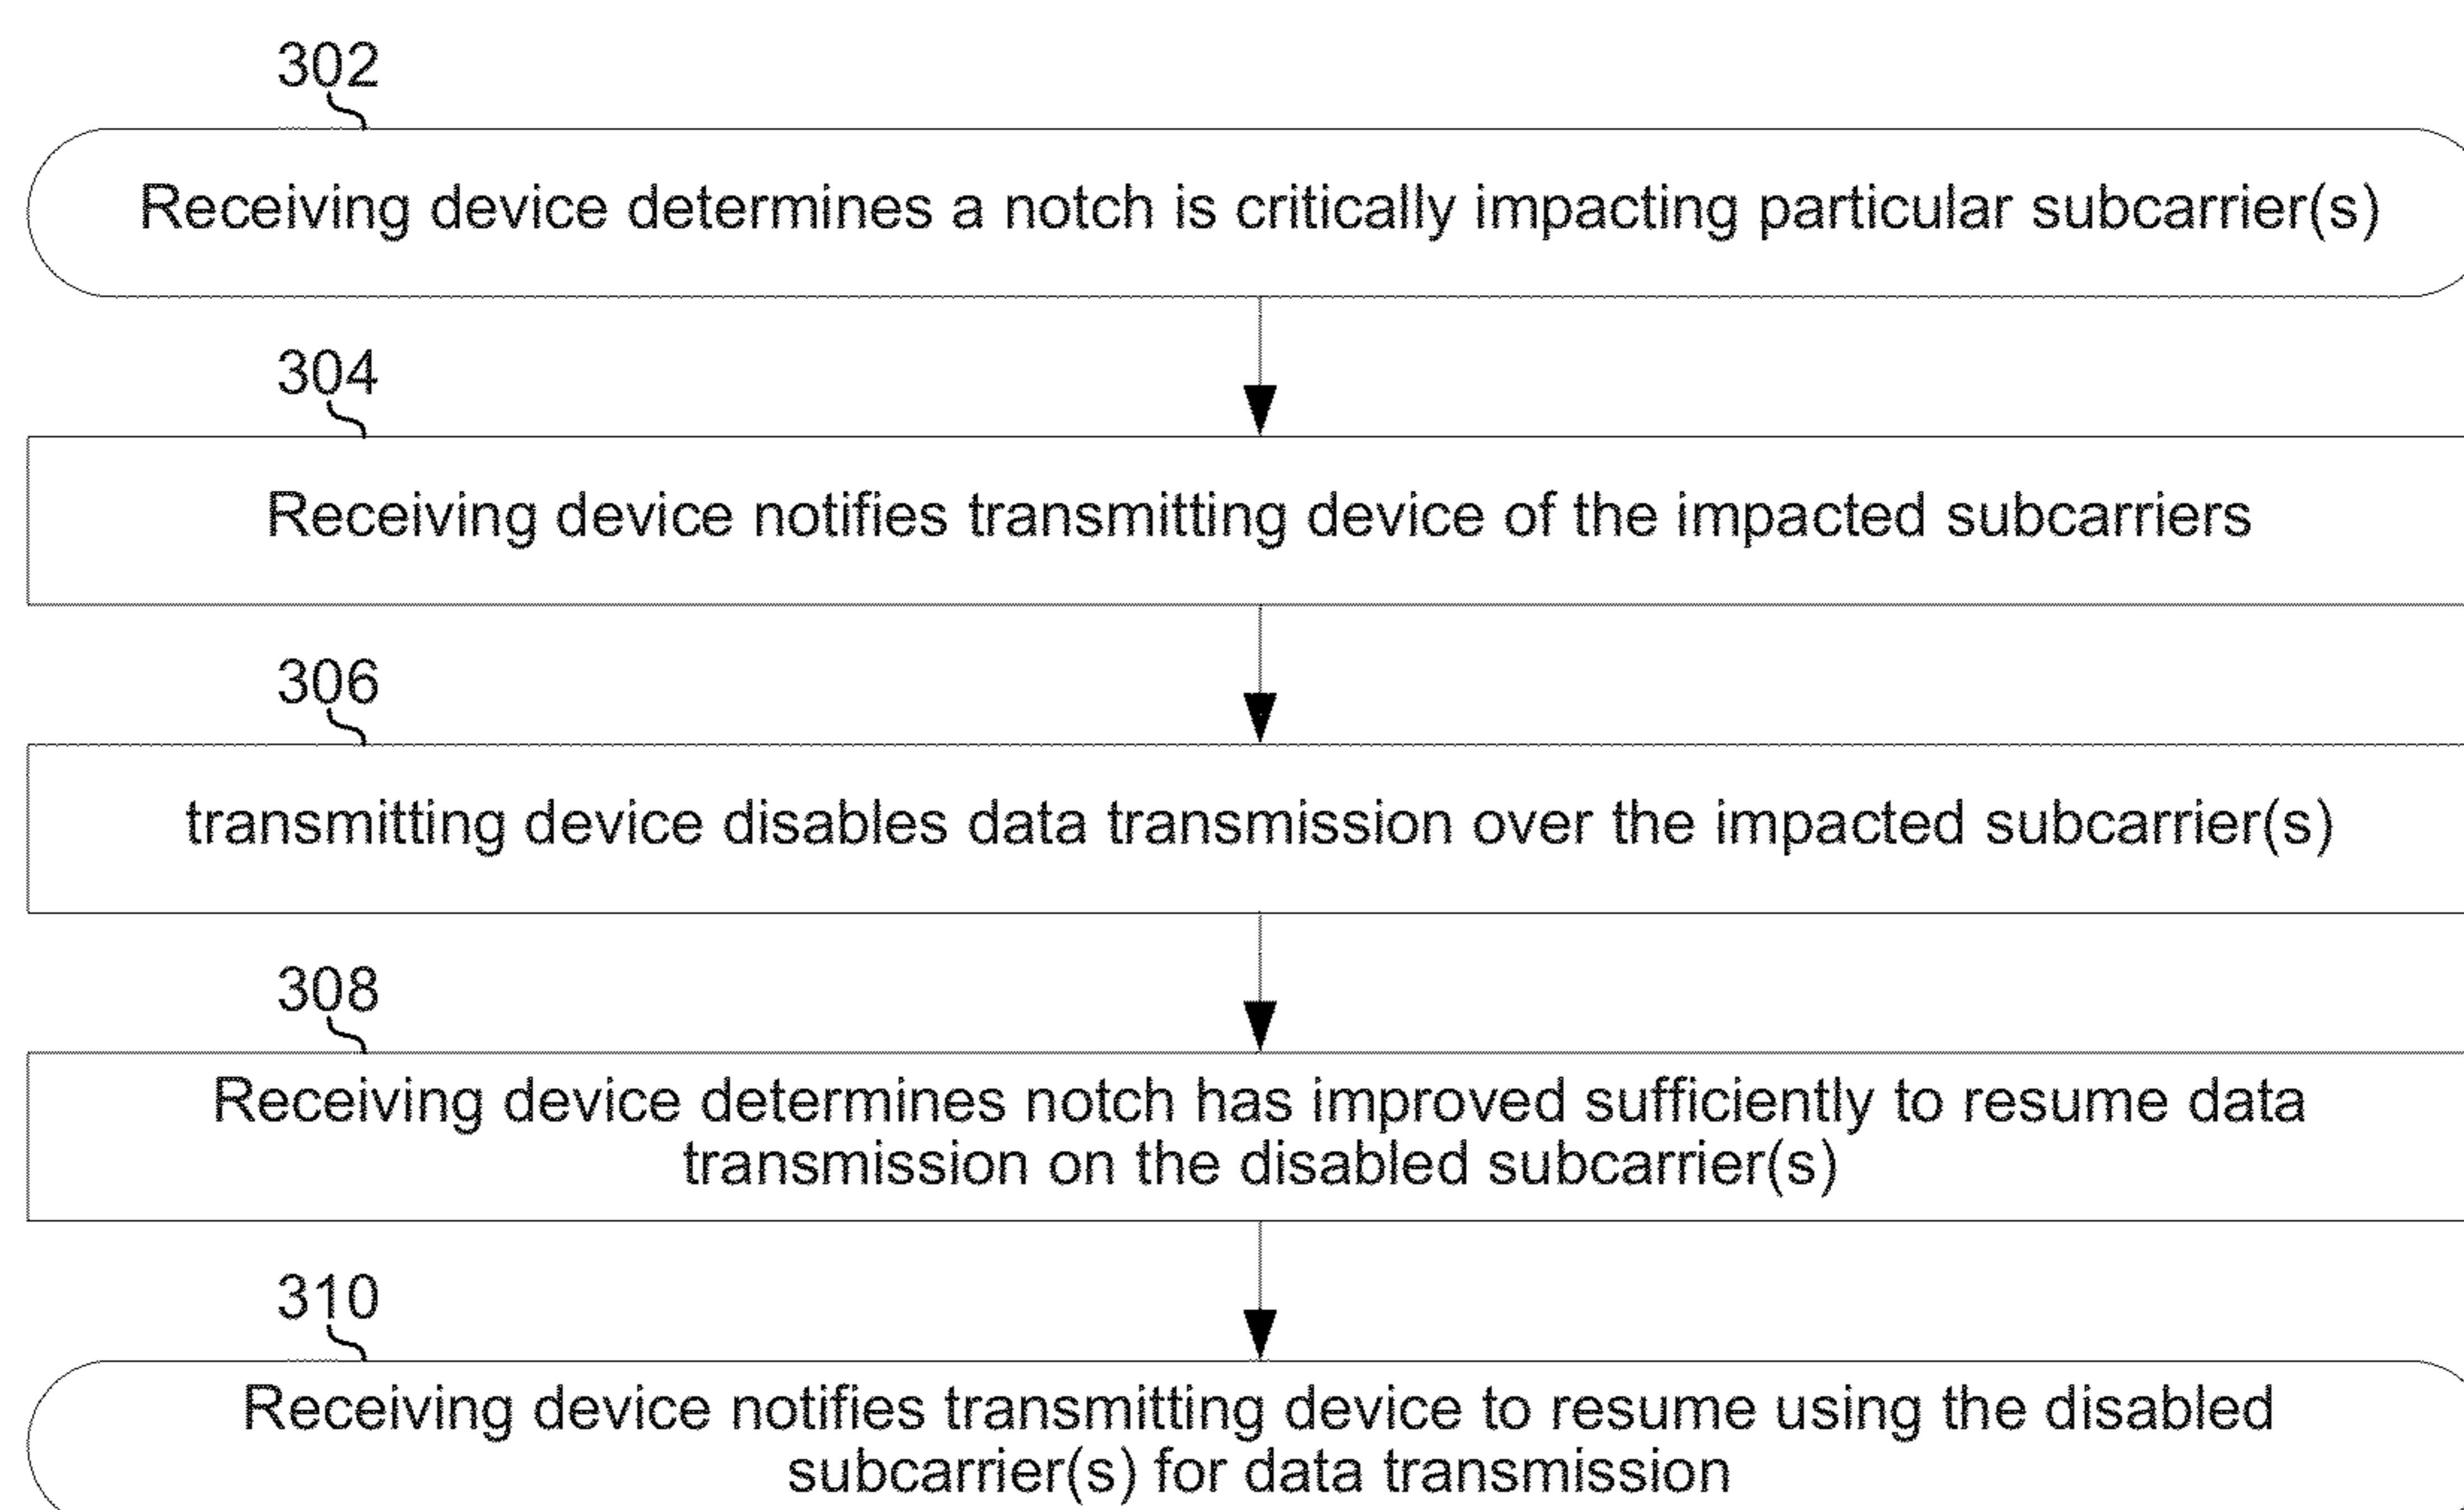 302
Receiving device determines a notch is critically impacting particular subcarrier(s)
304
Receiving device notifies transmitting device of the impacted subcarriers
306
transmitting device disables data transmission over the impacted subcarrier(s)
308
Receiving device determines notch has improved sufficiently to resume data
transmission on the disabled subcarrier(s)
310
Receiving device notifies transmitting device to resume using the disabled
subcarrier(s) for data transmission